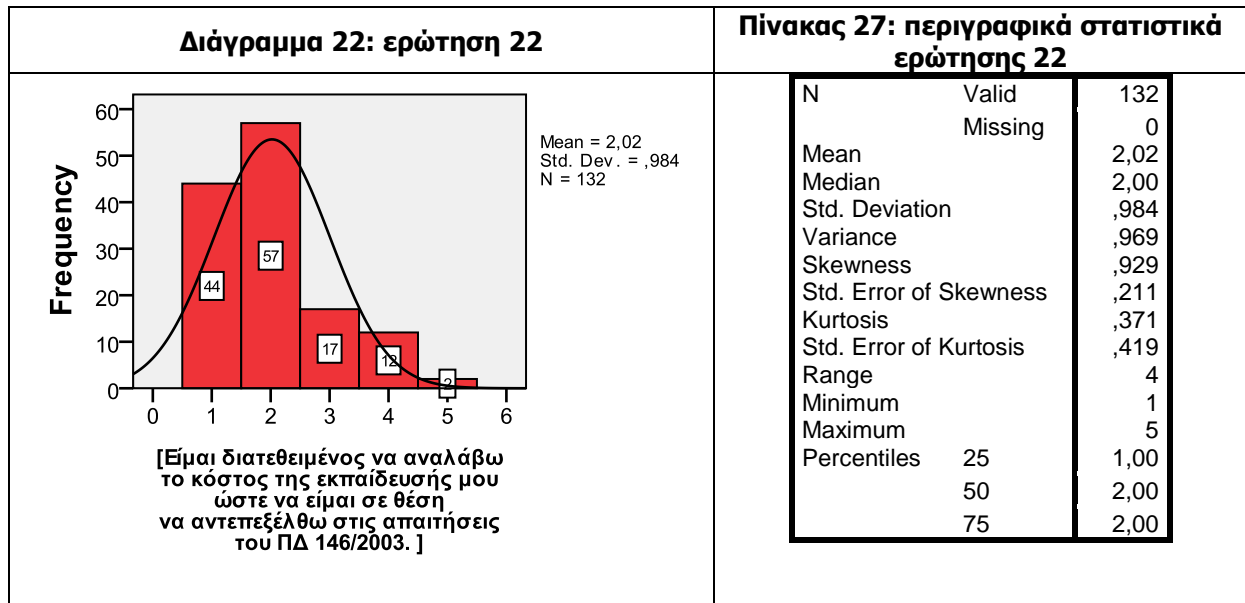 Διάγραμμα 22: ερώτηση 22
Πίνακας 27: περιγραφικά στατιστικά
ερώτησης 22
60
50
40
30
20
10
0
Frequency
44
57
17
12
2
0 1 2 3 4 5 6
Mean = 2,02
Std. Dev. = ,984
N = 132
[Είμαι διατεθειμένος να αναλάβω
το κόστος της εκπαίδευσής μου
ώστε να είμαι σε θέση
να αντεπεξέλθω στις απαιτήσεις
του ΠΔ 146/2003. ]
N Valid 132
Missing 0
Mean 2,02
Median 2,00
Std. Deviation ,984
Variance ,969
Skewness ,929
Std. Error of Skewness ,211
Kurtosis ,371
Std. Error of Kurtosis ,419
Range 4
Minimum 1
Maximum 5
Percentiles 25 1,00
50 2,00
75 2,00